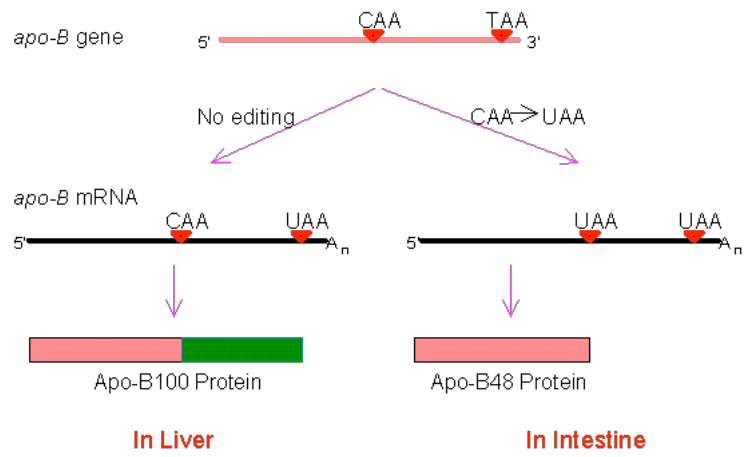 CAA TAA
apo-B gene 5' 3'
No editing CAA→UAA
apo-B mRNA
CAA UAA UAA UAA
5' An 5' An
Apo-B100 Protein Apo-B48 Protein
In Liver In Intestine